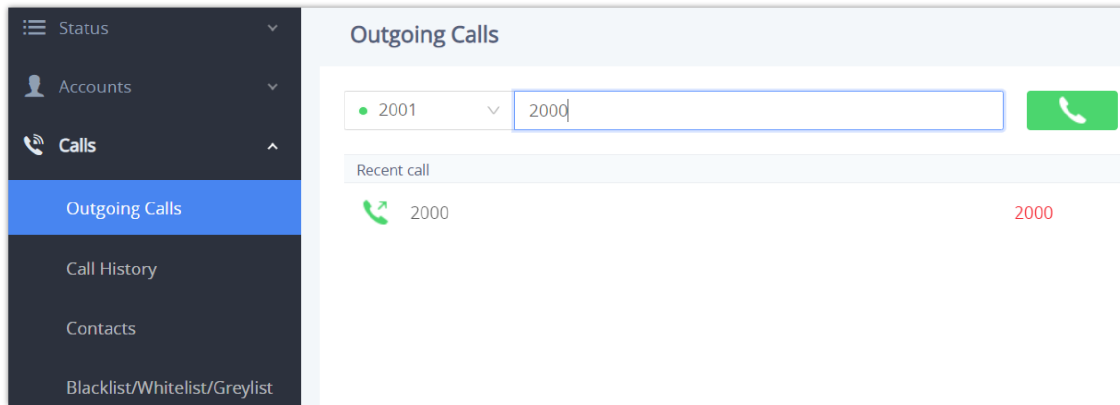 Status
Accounts
Calls
Outgoing Calls
Call History
Contacts
Blacklist/Whitelist/Greylist
Outgoing Calls
2001 2000
Recent call
2000 2000